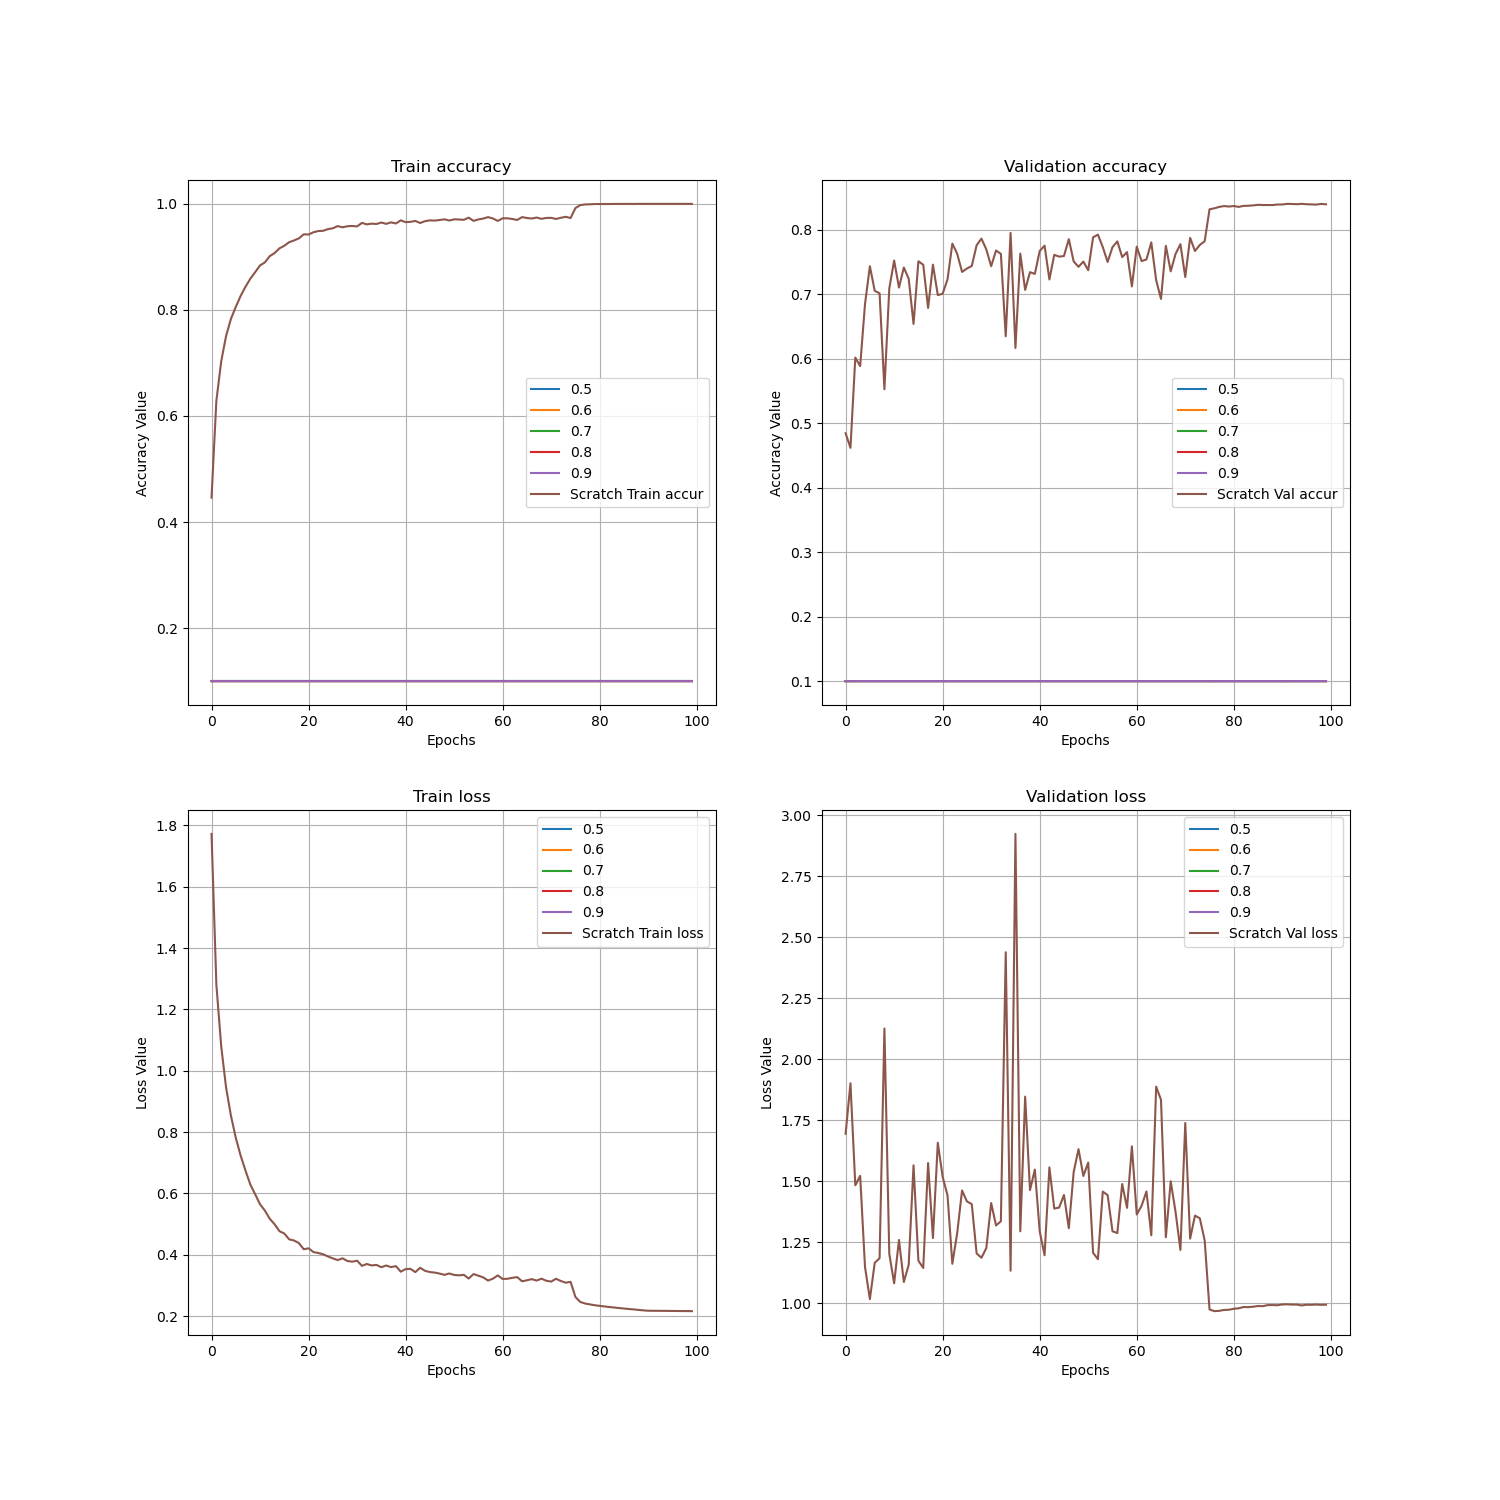 Train accuracy
Accuracy Value
1.0
0.8
0.6
0.4
0.2
0.5
0.6
0.7
0.8
0.9
Scratch Train accur
0 20 40 60 80 100
Epochs
Validation accuracy
Accuracy Value
0.8
0.7
0.6
0.5
0.4
0.3
0.2
0.1
0.5
0.6
0.7
0.8
0.9
Scratch Val accur
0 20 40 60 80 100
Epochs
Train loss
Loss Value
1.8
1.6
1.4
1.2
1.0
0.8
0.6
0.4
0.2
0.5
0.6
0.7
0.8
0.9
Scratch Train loss
0 20 40 60 80 100
Epochs
Validation loss
Loss Value
3.00
2.75
2.50
2.25
2.00
1.75
1.50
1.25
1.00
0.5
0.6
0.7
0.8
0.9
Scratch Val loss
0 20 40 60 80 100
Epochs